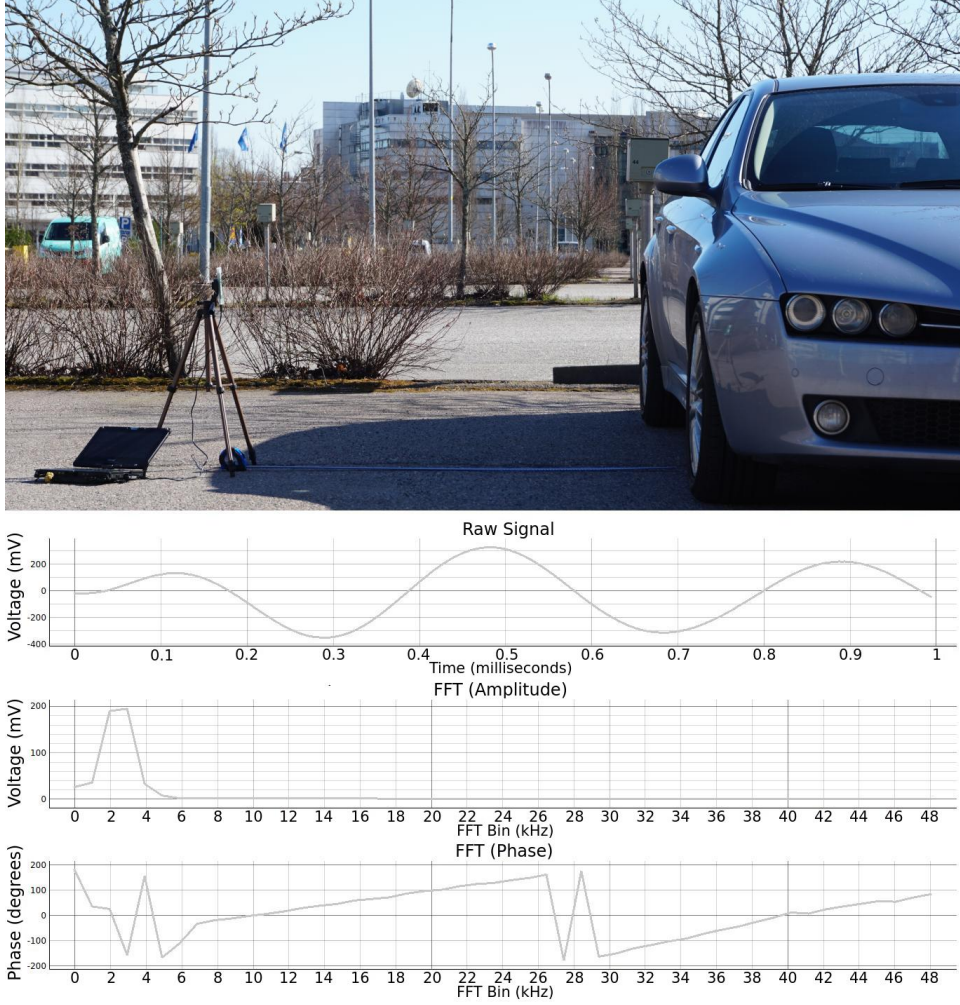 Raw Signal
Voltage (mV)
200
0
-200
-400
0 0.1 0.2 0.3 0.4 0.5 0.6 0.7 0.8 0.9 1
Time (milliseconds)
FFT (Amplitude)
Voltage (mV)
200
100
0
0 2 4 6 8 10 12 14 16 18 20 22 24 26 28 30 32 34 36 38 40 42 44 46 48
FFT Bin (kHz)
FFT (Phase)
Phase (degrees)
200
100
0
-100
-200
0 2 4 6 8 10 12 14 16 18 20 22 24 26 28 30 32 34 36 38 40 42 44 46 48
FFT Bin (kHz)